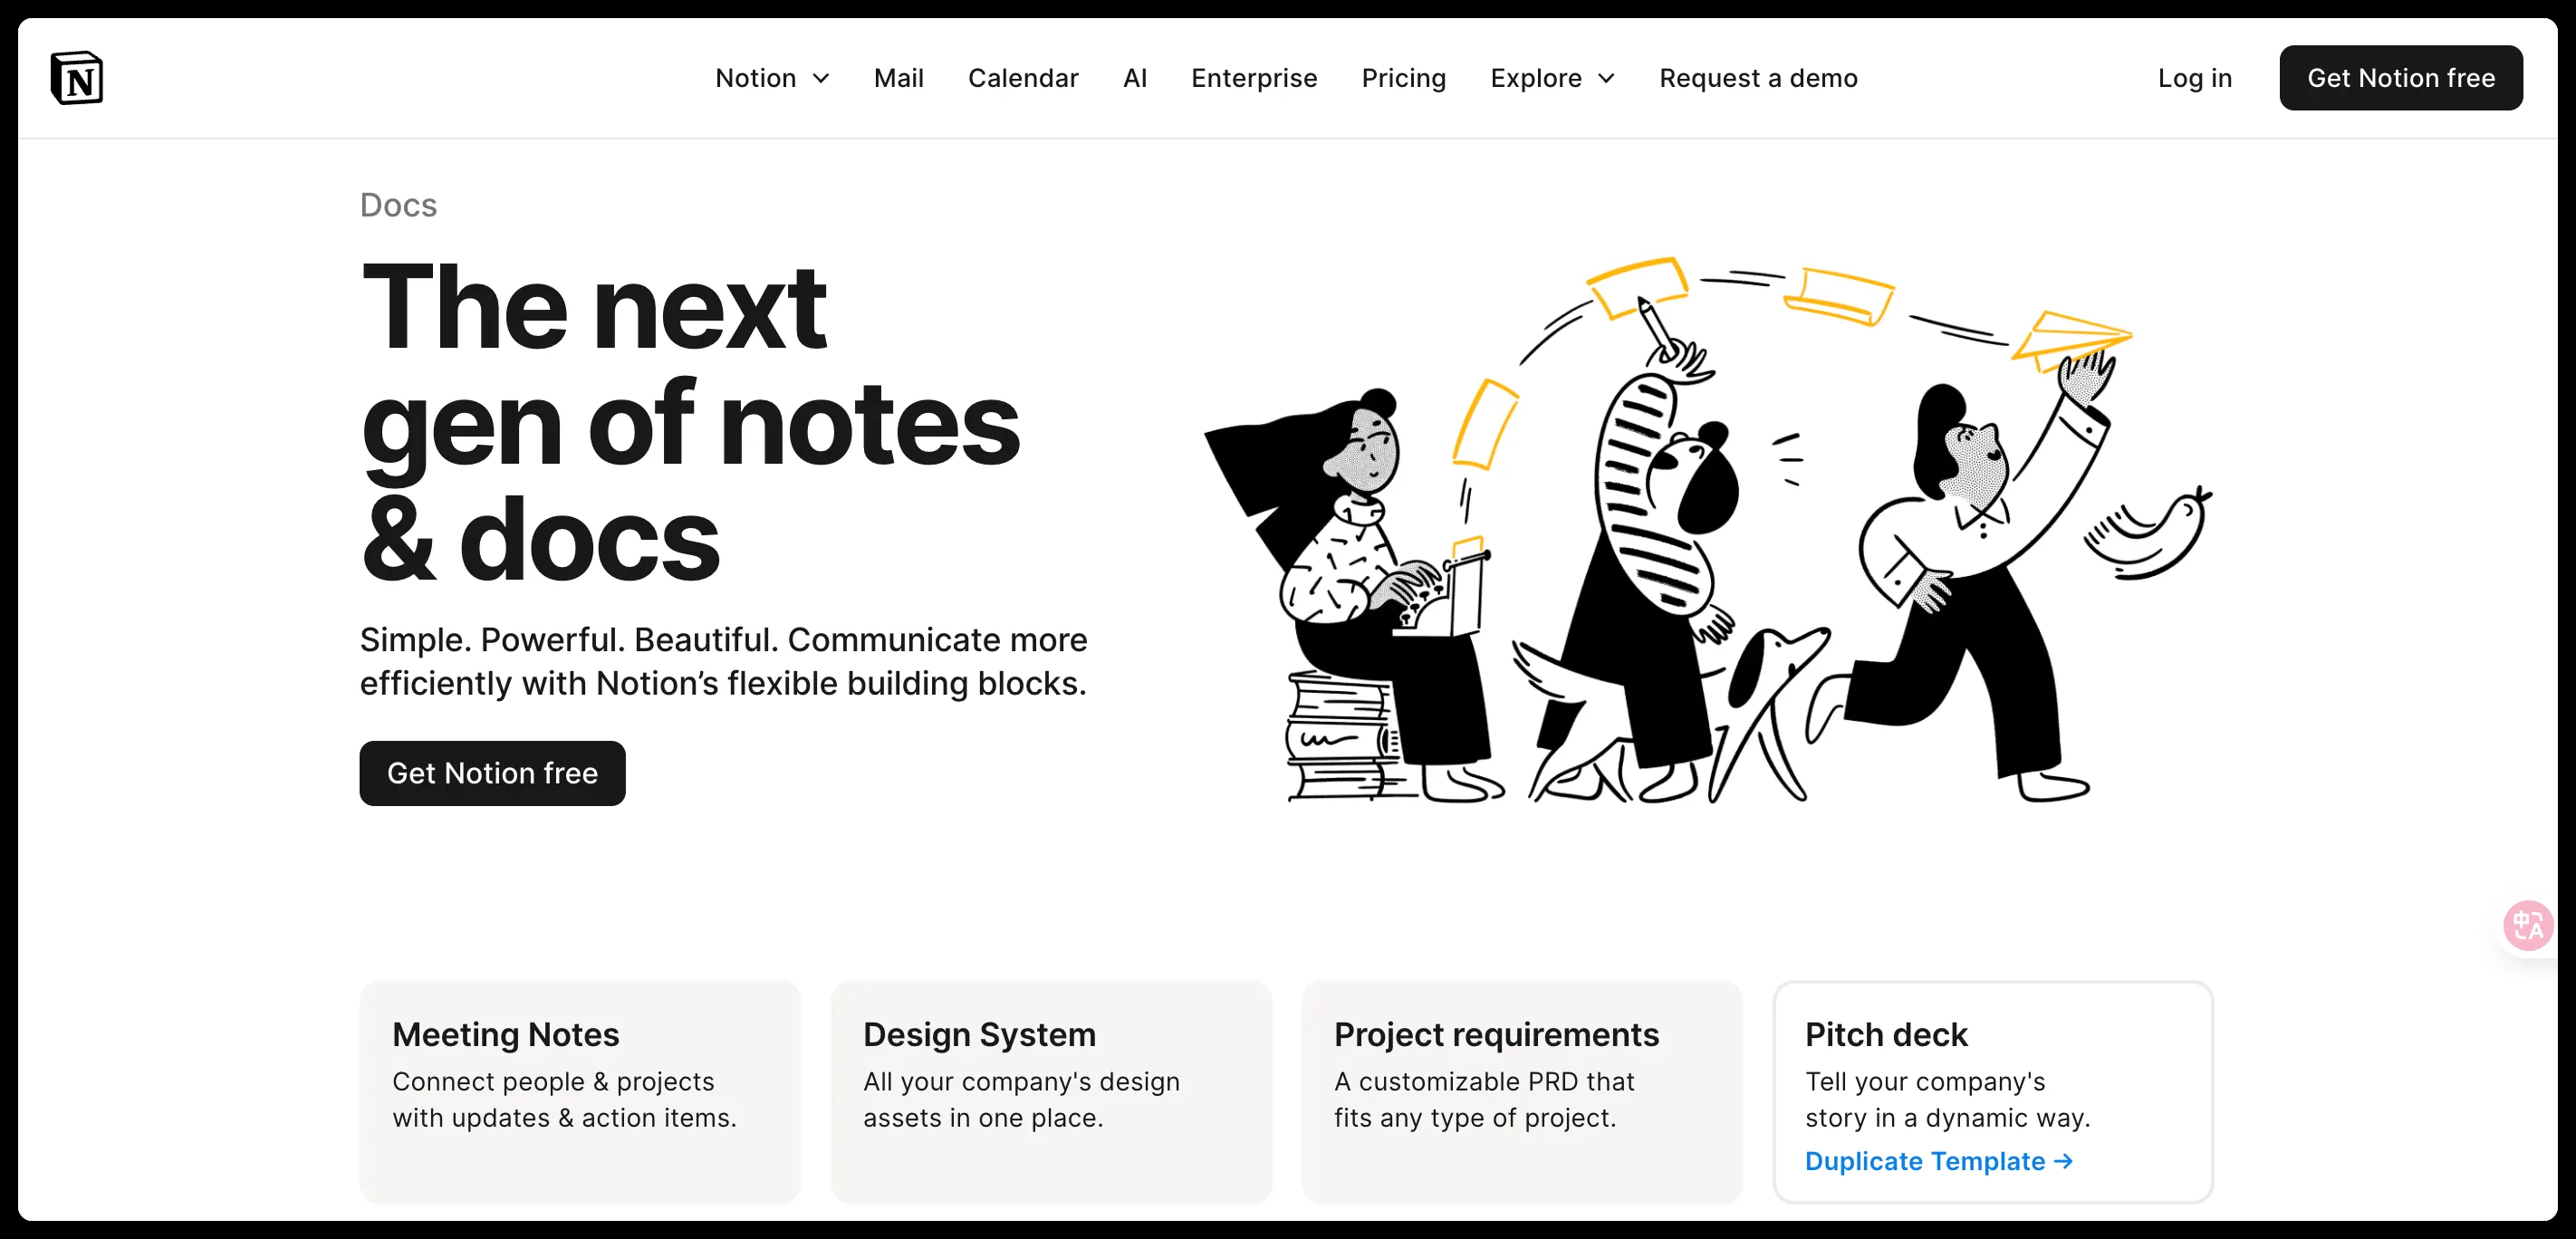 N
Notion Mail Calendar AI Enterprise Pricing Explore Request a demo Log in Get Notion free
Docs
The next
gen of notes
& docs
Simple. Powerful. Beautiful. Communicate more
efficiently with Notion’s flexible building blocks.
Get Notion free
中A
Meeting Notes
Connect people & projects
with updates & action items.
Design System
All your company's design
assets in one place.
Project requirements
A customizable PRD that
fits any type of project.
Pitch deck
Tell your company's
story in a dynamic way.
Duplicate Template →